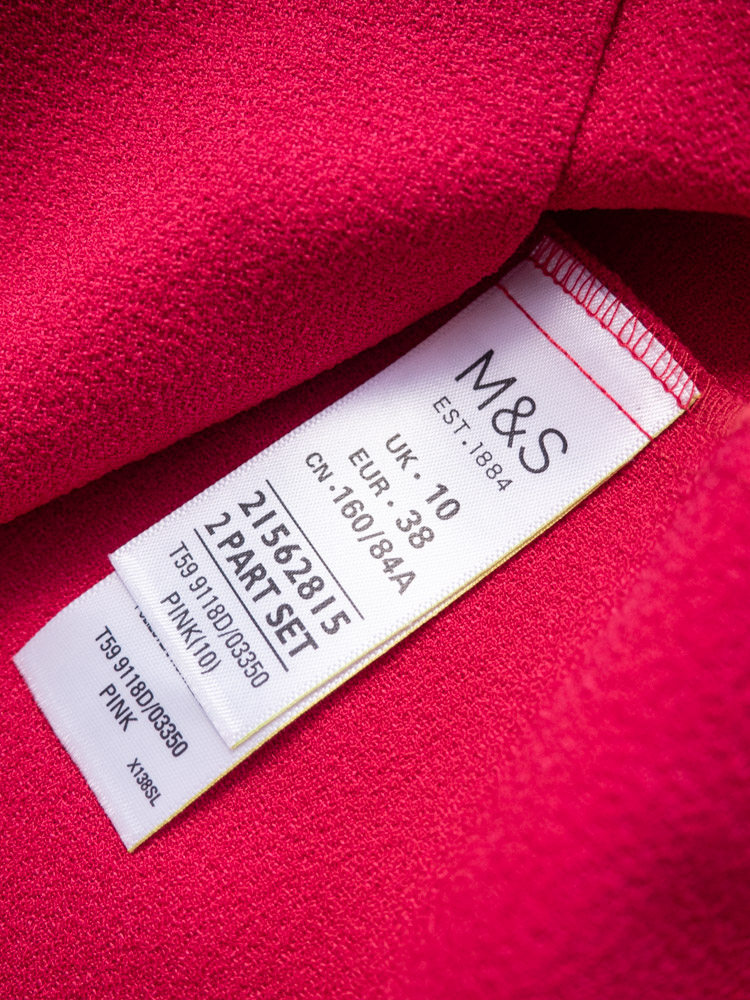 M&S
EST. 1884
UK · 10
EUR · 38
CN · 160/84A
21562815
2 PART SET
T59 9118D/03350
PINK(10)
T59 9118D/03350
PINK
X138SL